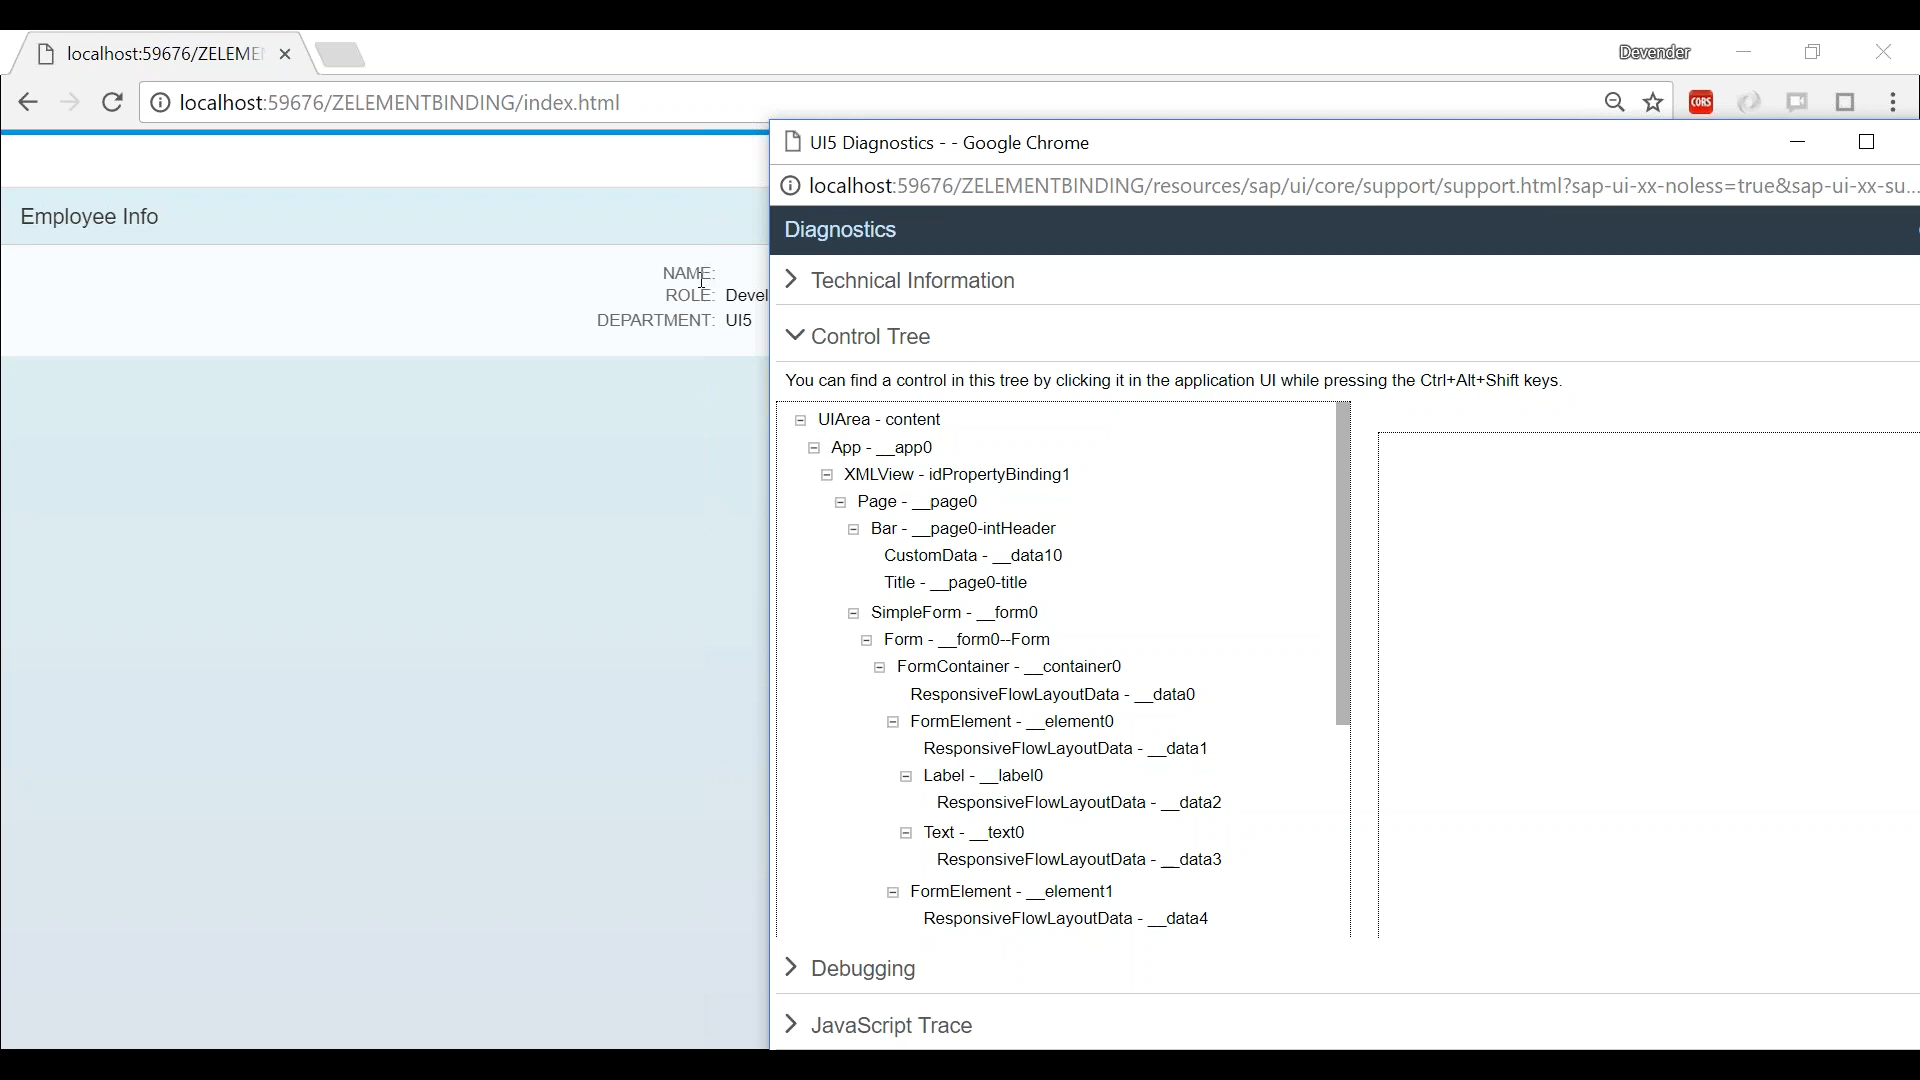 localhost:59676/ZELEME
Devender
localhost:59676/ZELEMENTBINDING/index.html
CORS
UI5 Diagnostics - - Google Chrome
localhost:59676/ZELEMENTBINDING/resources/sap/ui/core/support/support.html?sap-ui-xx-noless=true&sap-ui-xx-su...
Diagnostics
Employee Info
NAME:
ROLE: Devel
DEPARTMENT: UI5
Technical Information
Control Tree
You can find a control in this tree by clicking it in the application UI while pressing the Ctrl+Alt+Shift keys.
UIArea - content
App - __app0
XMLView - idPropertyBinding1
Page - __page0
Bar - __page0-intHeader
CustomData - __data10
Title - __page0-title
SimpleForm - __form0
Form - __form0--Form
FormContainer - __container0
ResponsiveFlowLayoutData - __data0
FormElement - __element0
ResponsiveFlowLayoutData - __data1
Label - __label0
ResponsiveFlowLayoutData - __data2
Text - __text0
ResponsiveFlowLayoutData - __data3
FormElement - __element1
ResponsiveFlowLayoutData - __data4
Debugging
JavaScript Trace